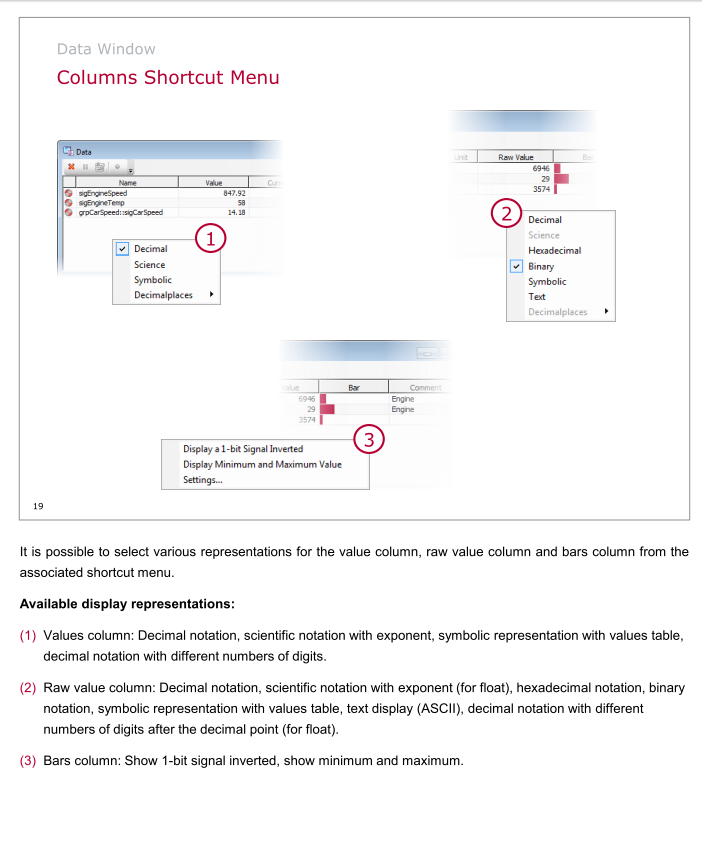 Data Window
Columns Shortcut Menu
Data
Name Value
sigEngineSpeed 847.92
sigEngineTemp 58
grpCarSpeed::sigCarSpeed 14.18
1
Decimal
Science
Symbolic
Decimalplaces
Unit Raw Value
6946
29
3574
2
Decimal
Science
Hexadecimal
Binary
Symbolic
Text
Decimalplaces
Bar Comment
6946 Engine
29 Engine
3574
3
Display a 1-bit Signal Inverted
Display Minimum and Maximum Value
Settings...
19
It is possible to select various representations for the value column, raw value column and bars column from the
associated shortcut menu.
Available display representations:
(1) Values column: Decimal notation, scientific notation with exponent, symbolic representation with values table,
decimal notation with different numbers of digits.
(2) Raw value column: Decimal notation, scientific notation with exponent (for float), hexadecimal notation, binary
notation, symbolic representation with values table, text display (ASCII), decimal notation with different
numbers of digits after the decimal point (for float).
(3) Bars column: Show 1-bit signal inverted, show minimum and maximum.